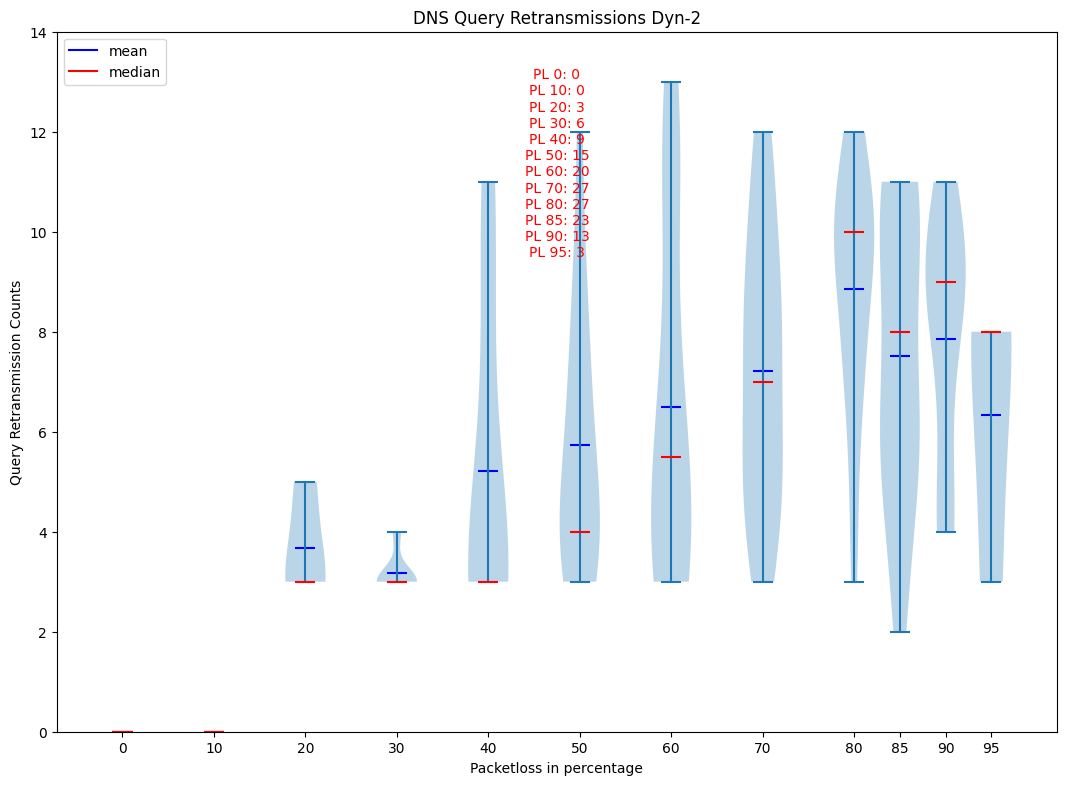 DNS Query Retransmissions Dyn-2
mean
median
PL 0: 0
PL 10: 0
PL 20: 3
PL 30: 6
PL 40: 9
PL 50: 15
PL 60: 20
PL 70: 27
PL 80: 27
PL 85: 23
PL 90: 13
PL 95: 3
Query Retransmission Counts
14
12
10
8
6
4
2
0
0 10 20 30 40 50 60 70 80 85 90 95
Packetloss in percentage